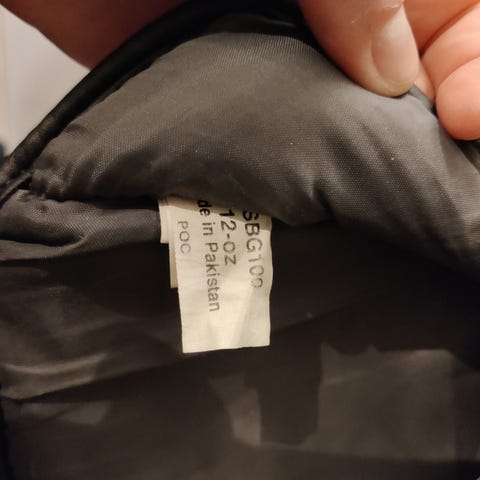 SBG100
12-oz
de in Pakistan
POC